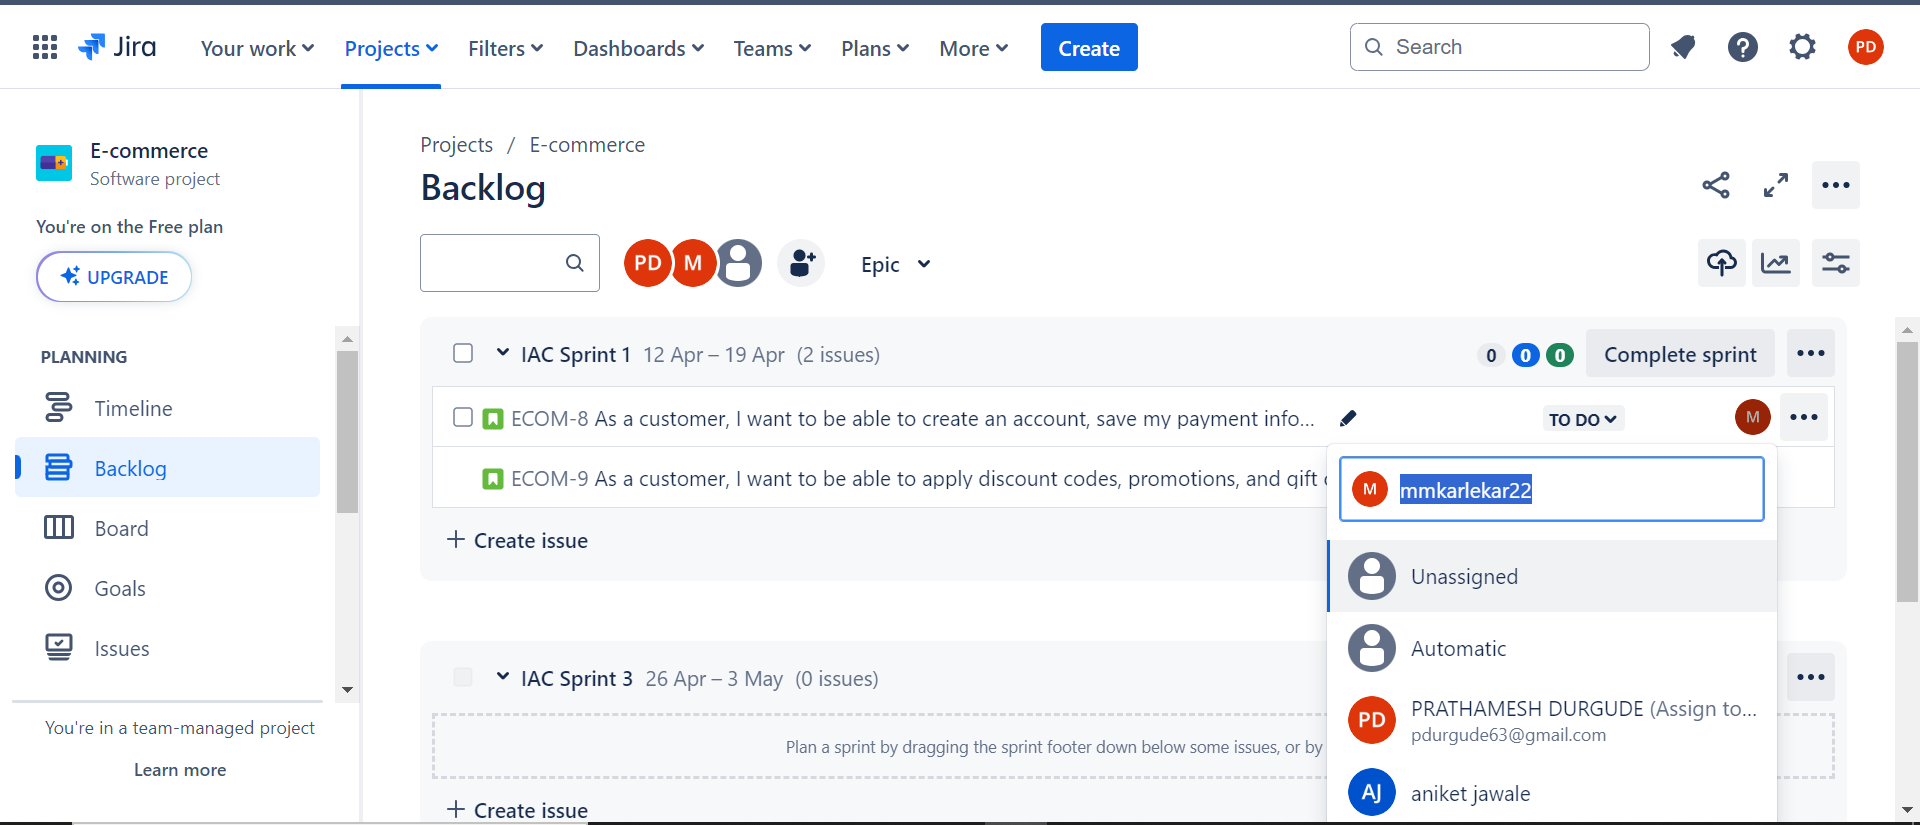 Jira
Your work
Projects
Filters
Dashboards
Teams
Plans
More
Create
Search
PD
E-commerce
Software project
You're on the Free plan
UPGRADE
PLANNING
Timeline
Backlog
Board
Goals
Issues
You're in a team-managed project
Learn more
Projects / E-commerce
Backlog
PD M
Epic
IAC Sprint 1 12 Apr – 19 Apr (2 issues)
0 0 0
Complete sprint
ECOM-8 As a customer, I want to be able to create an account, save my payment info...
TO DO
M
ECOM-9 As a customer, I want to be able to apply discount codes, promotions, and gift
+ Create issue
M mmkarlekar22
Unassigned
Automatic
PD PRATHAMESH DURGUDE (Assign to...
pdurgude63@gmail.com
AJ aniket jawale
IAC Sprint 3 26 Apr – 3 May (0 issues)
Plan a sprint by dragging the sprint footer down below some issues, or by
+ Create issue